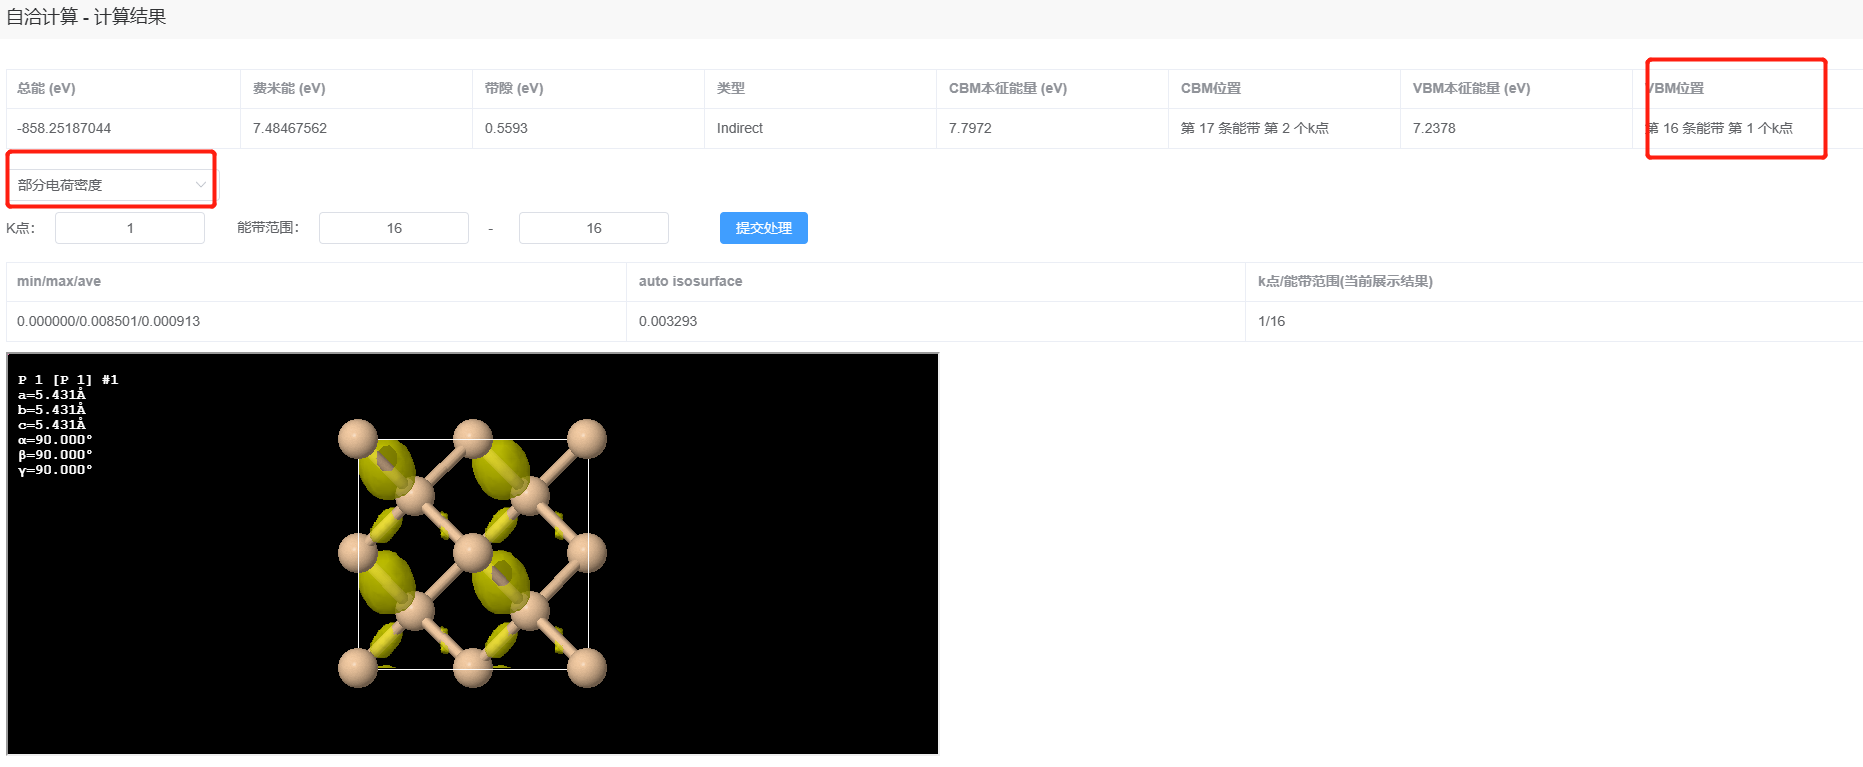 自洽计算 - 计算结果
总能 (eV) 费米能 (eV) 带隙 (eV) 类型 CBM本征能量 (eV) CBM位置 VBM本征能量 (eV) VBM位置
-858.25187044 7.48467562 0.5593 Indirect 7.7972 第 17 条能带 第 2 个k点 7.2378 第 16 条能带 第 1 个k点
部分电荷密度
K点: 1 能带范围: 16 - 16 提交处理
min/max/ave auto isosurface k点/能带范围(当前展示结果)
0.000000/0.008501/0.000913 0.003293 1/16
P 1 [P 1] #1
a=5.431Å
b=5.431Å
c=5.431Å
α=90.000°
β=90.000°
γ=90.000°